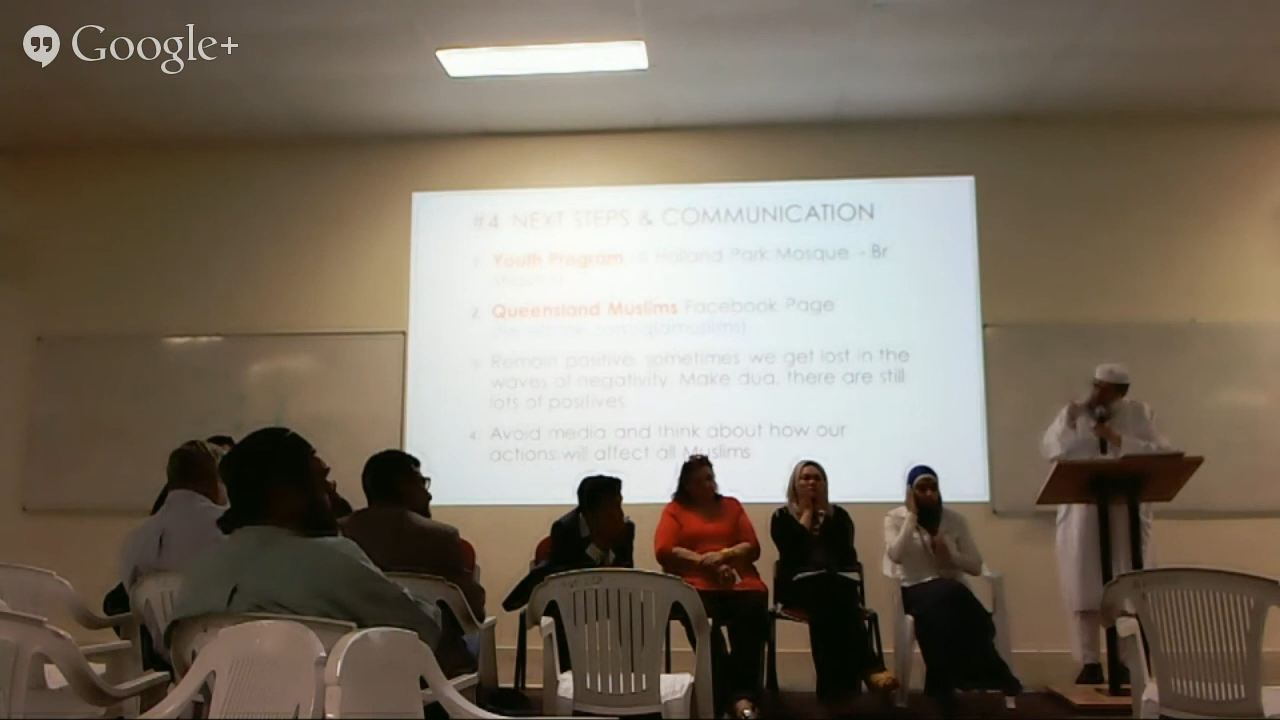 Google+
#4 NEXT STEPS & COMMUNICATION
1. Youth Program @ Holland Park Mosque - Br
2. Queensland Muslims Facebook Page
3. Remain positive, sometimes we get lost in the
waves of negativity. Make dua, there are still
lots of positives
4. Avoid media and think about how our
actions will affect all Muslims